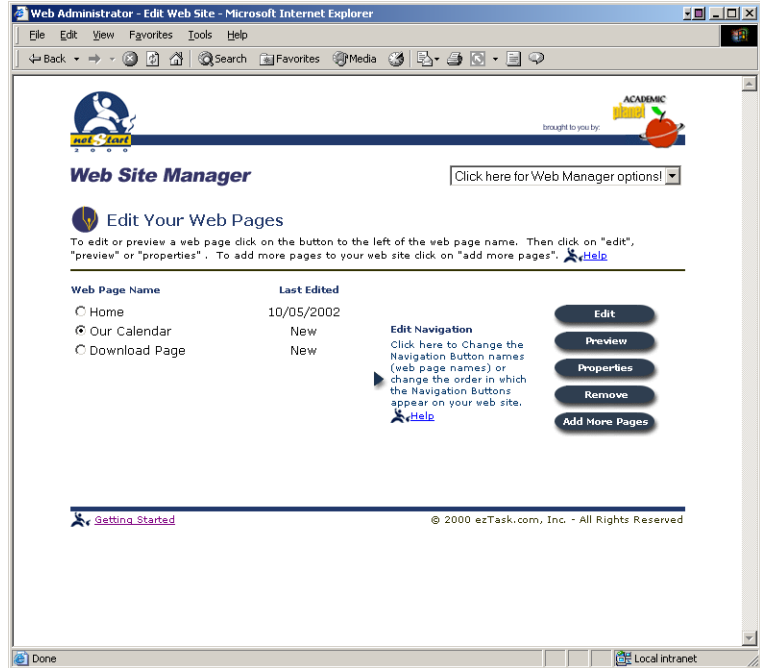 Web Administrator - Edit Web Site - Microsoft Internet Explorer
File Edit View Favorites Tools Help
Back Search Favorites Media
net Start
2 0 0 0
brought to you by:
ACADEMIC
planet
Web Site Manager
Click here for Web Manager options!
Edit Your Web Pages
To edit or preview a web page click on the button to the left of the web page name. Then click on "edit",
"preview" or "properties" . To add more pages to your web site click on "add more pages". Help
Web Page Name Last Edited
Home 10/05/2002
Our Calendar New
Download Page New
Edit Navigation
Click here to Change the
Navigation Button names
(web page names) or
change the order in which
the Navigation Buttons
appear on your web site.
Help
Edit
Preview
Properties
Remove
Add More Pages
Getting Started
© 2000 ezTask.com, Inc. - All Rights Reserved
Done
Local intranet